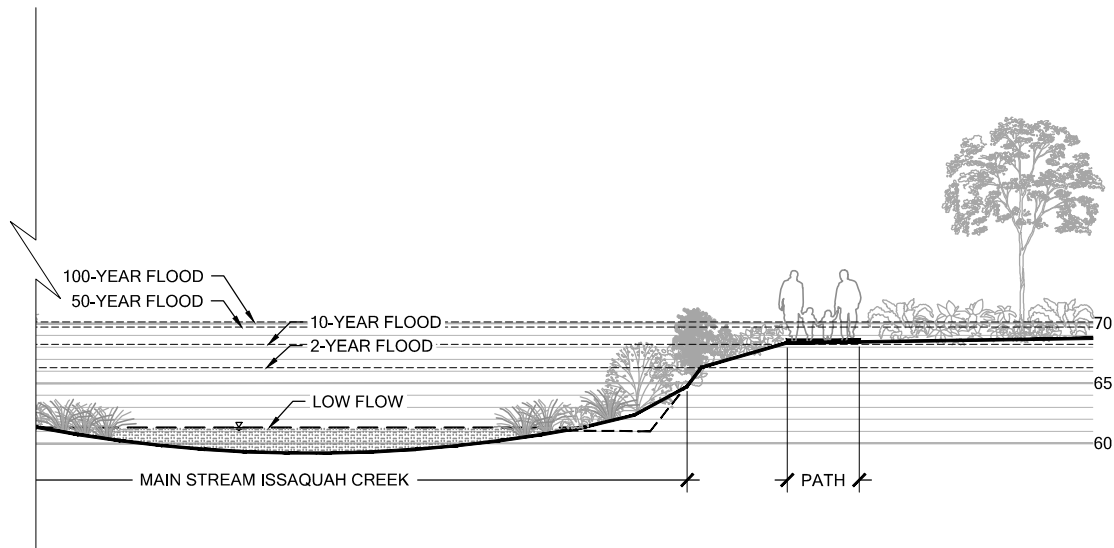 100-YEAR FLOOD
50-YEAR FLOOD
10-YEAR FLOOD
70
2-YEAR FLOOD
65
LOW FLOW
60
MAIN STREAM ISSAQUAH CREEK
PATH